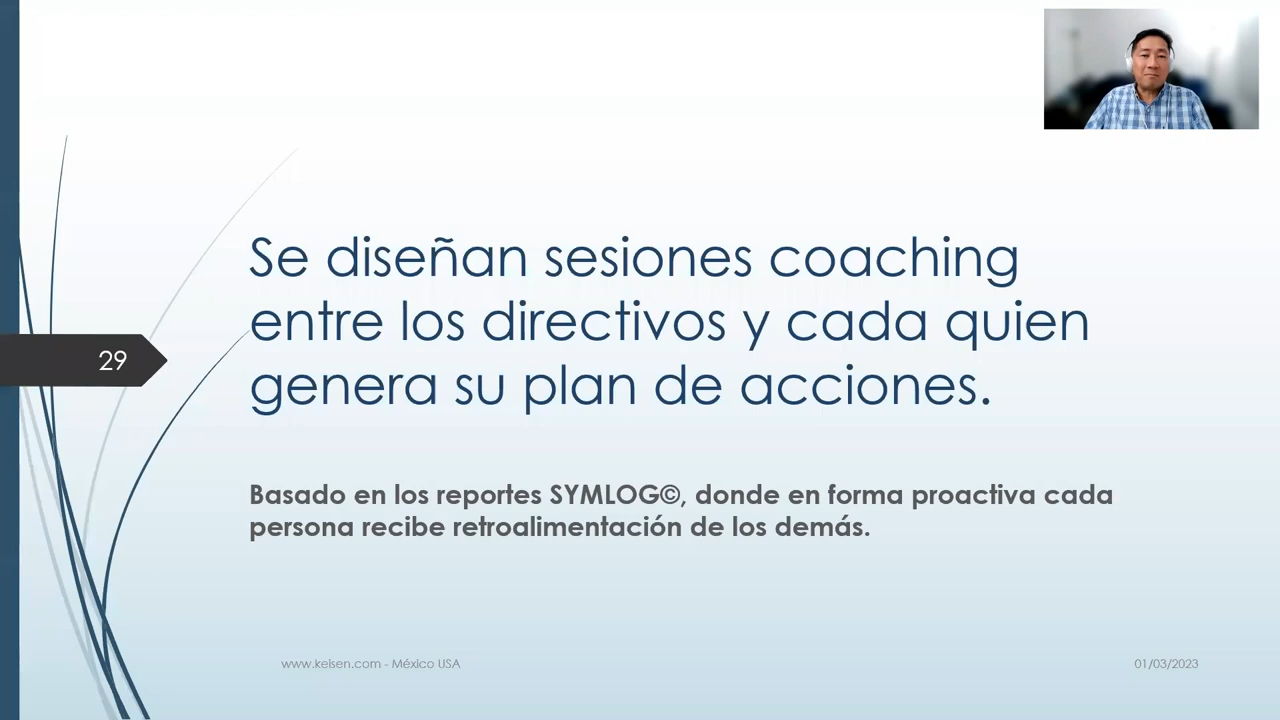 Se diseñan sesiones coaching
entre los directivos y cada quien
genera su plan de acciones.
29
Basado en los reportes SYMLOG©, donde en forma proactiva cada
persona recibe retroalimentación de los demás.
www.keisen.com - México USA
01/03/2023